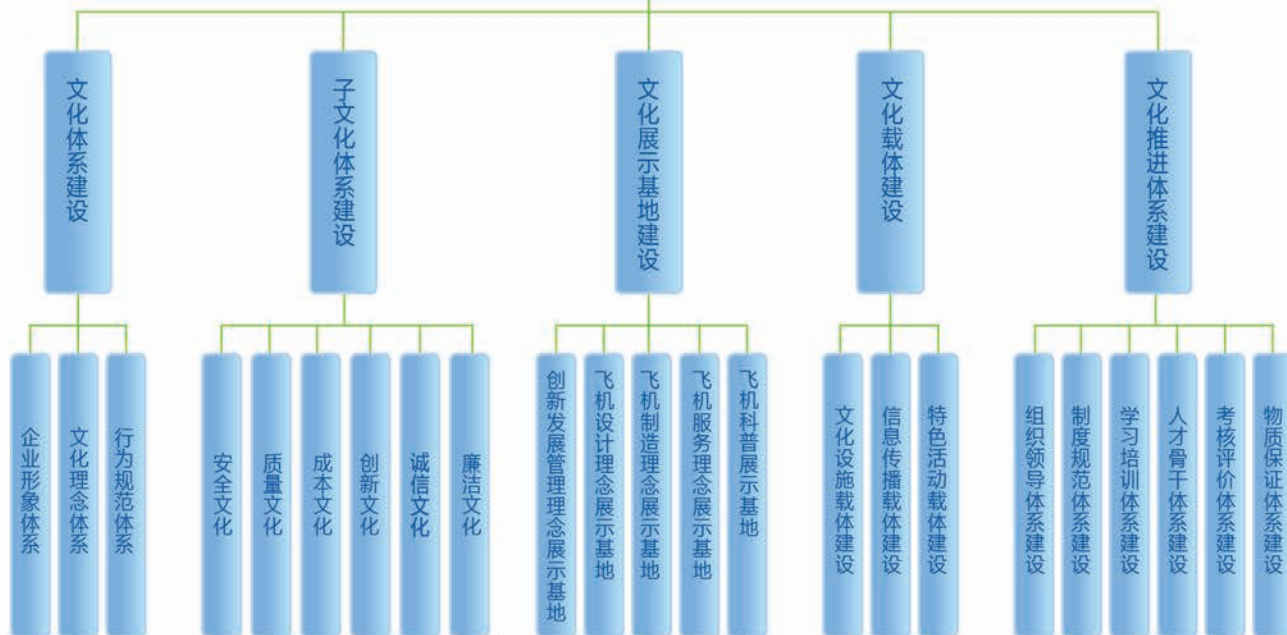 文化体系建设
子文化体系建设
文化展示基地建设
文化载体建设
文化推进体系建设
企业形象体系
文化理念体系
行为规范体系
安全文化
质量文化
成本文化
创新文化
诚信文化
廉洁文化
创新发展管理理念展示基地
飞机设计理念展示基地
飞机制造理念展示基地
飞机服务理念展示基地
飞机科普展示基地
文化设施载体建设
信息传播载体建设
特色活动载体建设
组织领导体系建设
制度规范体系建设
学习培训体系建设
人才骨干体系建设
考核评价体系建设
物质保证体系建设